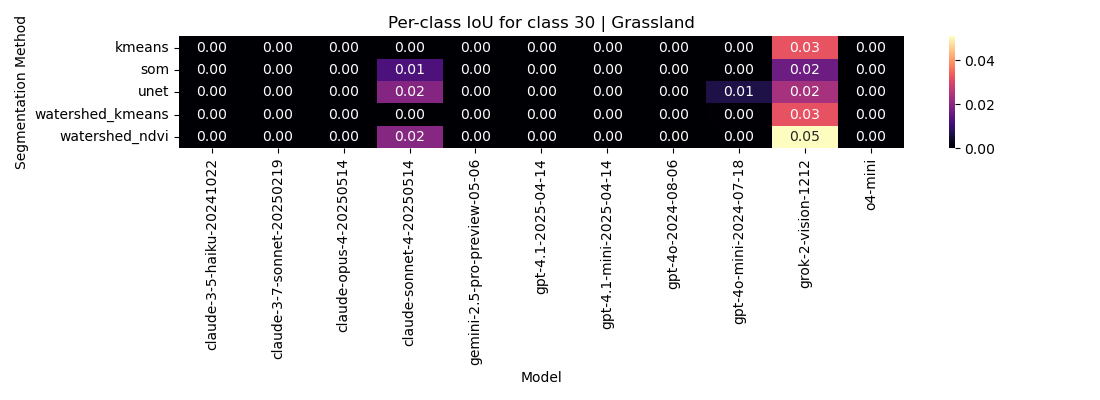 Per-class IoU for class 30 | Grassland
Segmentation Method
kmeans 0.00 0.00 0.00 0.00 0.00 0.00 0.00 0.00 0.00 0.03 0.00
som 0.00 0.00 0.00 0.01 0.00 0.00 0.00 0.00 0.00 0.02 0.00
unet 0.00 0.00 0.00 0.02 0.00 0.00 0.00 0.00 0.01 0.02 0.00
watershed_kmeans 0.00 0.00 0.00 0.00 0.00 0.00 0.00 0.00 0.00 0.03 0.00
watershed_ndvi 0.00 0.00 0.00 0.02 0.00 0.00 0.00 0.00 0.00 0.05 0.00
0.04
0.02
0.00
claude-3-5-haiku-20241022
claude-3-7-sonnet-20250219
claude-opus-4-20250514
claude-sonnet-4-20250514
gemini-2.5-pro-preview-05-06
gpt-4.1-2025-04-14
gpt-4.1-mini-2025-04-14
gpt-4o-2024-08-06
gpt-4o-mini-2024-07-18
grok-2-vision-1212
o4-mini
Model